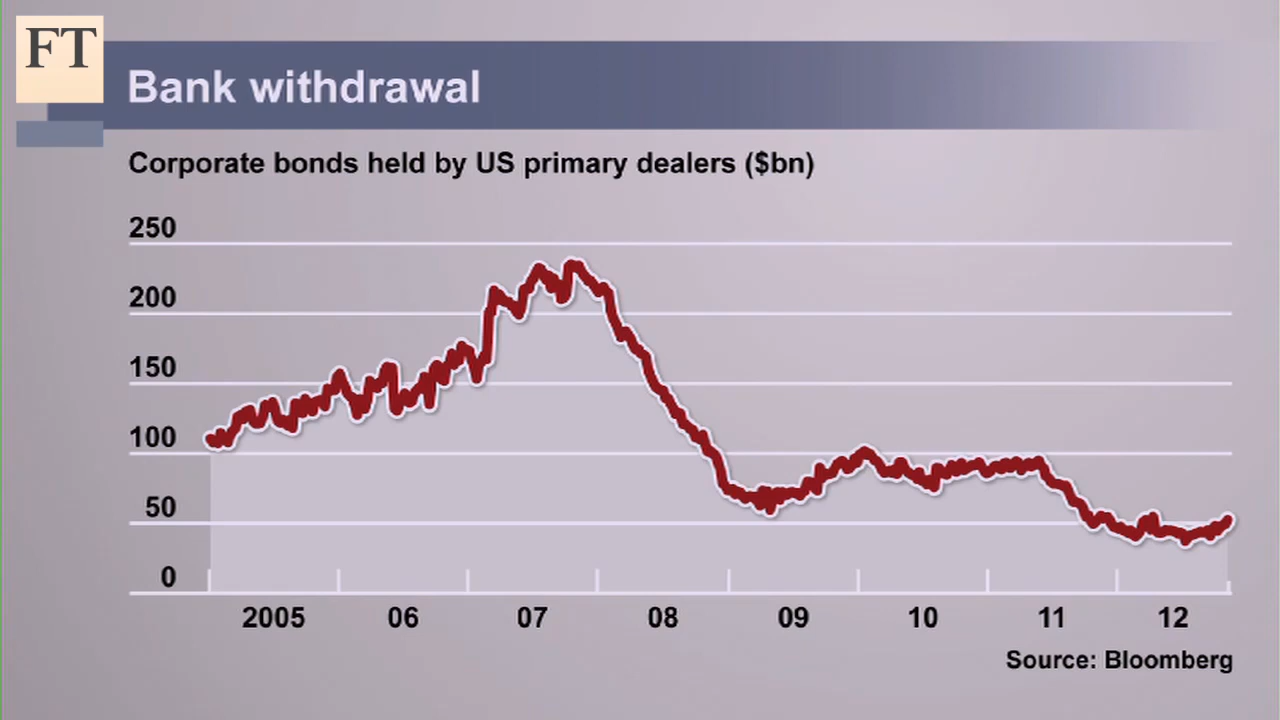 FT
Bank withdrawal
Corporate bonds held by US primary dealers ($bn)
250
200
150
100
50
0
2005 06 07 08 09 10 11 12
Source: Bloomberg